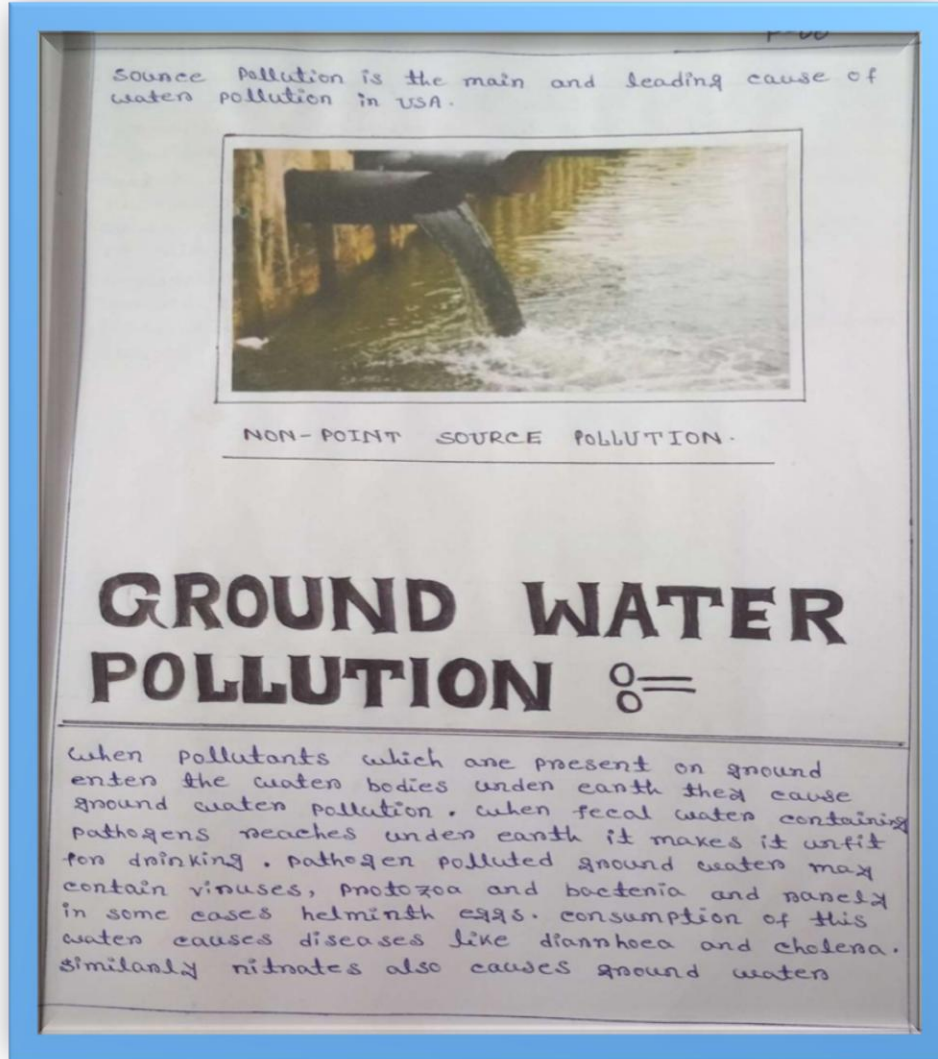 source pollution is the main and leading cause of
water pollution in USA.
NON-POINT SOURCE POLLUTION.
GROUND WATER
POLLUTION :=
when pollutants which are present on ground
enter the water bodies under earth they cause
ground water pollution. when fecal water containing
pathogens reaches under earth it makes it unfit
for drinking. pathogen polluted ground water may
contain viruses, protozoa and bacteria and rarely
in some cases helminth eggs. consumption of this
water causes diseases like diarrhoea and cholera.
similarly nitrates also causes ground water